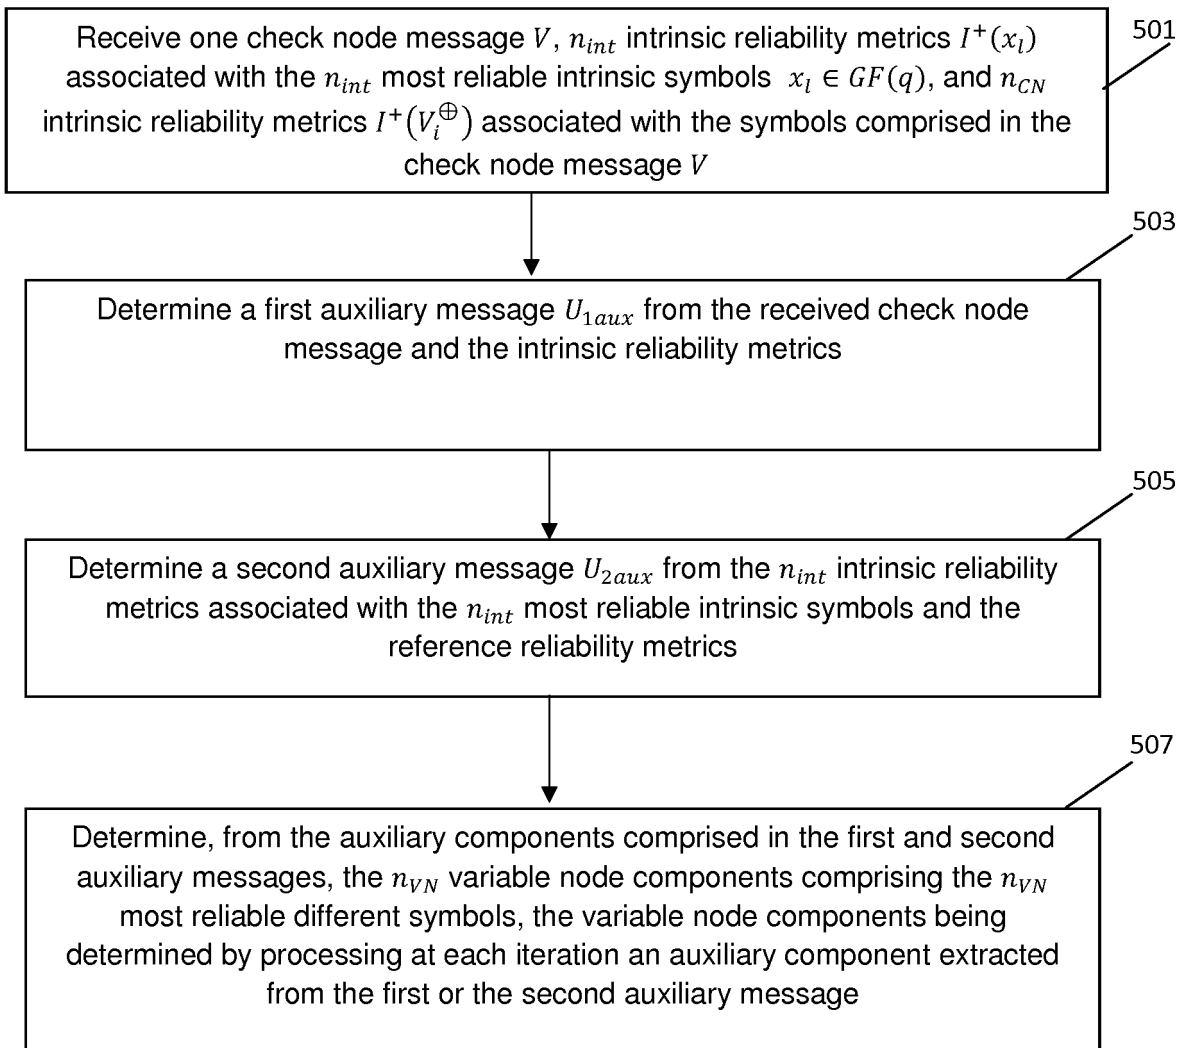 Receive one check node message V, n_int intrinsic reliability metrics I⁺(x_l)
associated with the n_int most reliable intrinsic symbols x_l ∈ GF(q), and n_CN
intrinsic reliability metrics I⁺(V_i^⊕) associated with the symbols comprised in the
check node message V
501
503
Determine a first auxiliary message U_1aux from the received check node
message and the intrinsic reliability metrics
505
Determine a second auxiliary message U_2aux from the n_int intrinsic reliability
metrics associated with the n_int most reliable intrinsic symbols and the
reference reliability metrics
507
Determine, from the auxiliary components comprised in the first and second
auxiliary messages, the n_VN variable node components comprising the n_VN
most reliable different symbols, the variable node components being
determined by processing at each iteration an auxiliary component extracted
from the first or the second auxiliary message